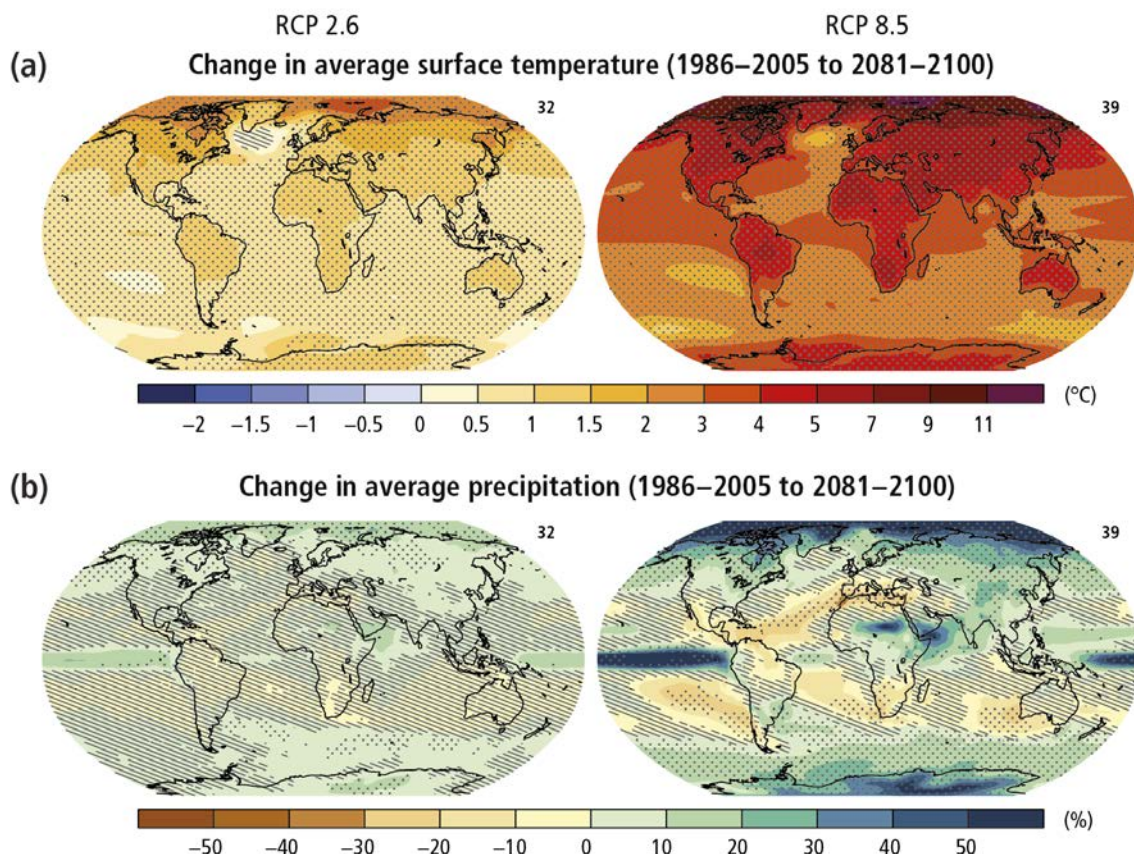 RCP 2.6 RCP 8.5
(a) Change in average surface temperature (1986–2005 to 2081–2100)
32 39
(°C)
–2 –1.5 –1 –0.5 0 0.5 1 1.5 2 3 4 5 7 9 11
(b) Change in average precipitation (1986–2005 to 2081–2100)
32 39
(%)
–50 –40 –30 –20 –10 0 10 20 30 40 50